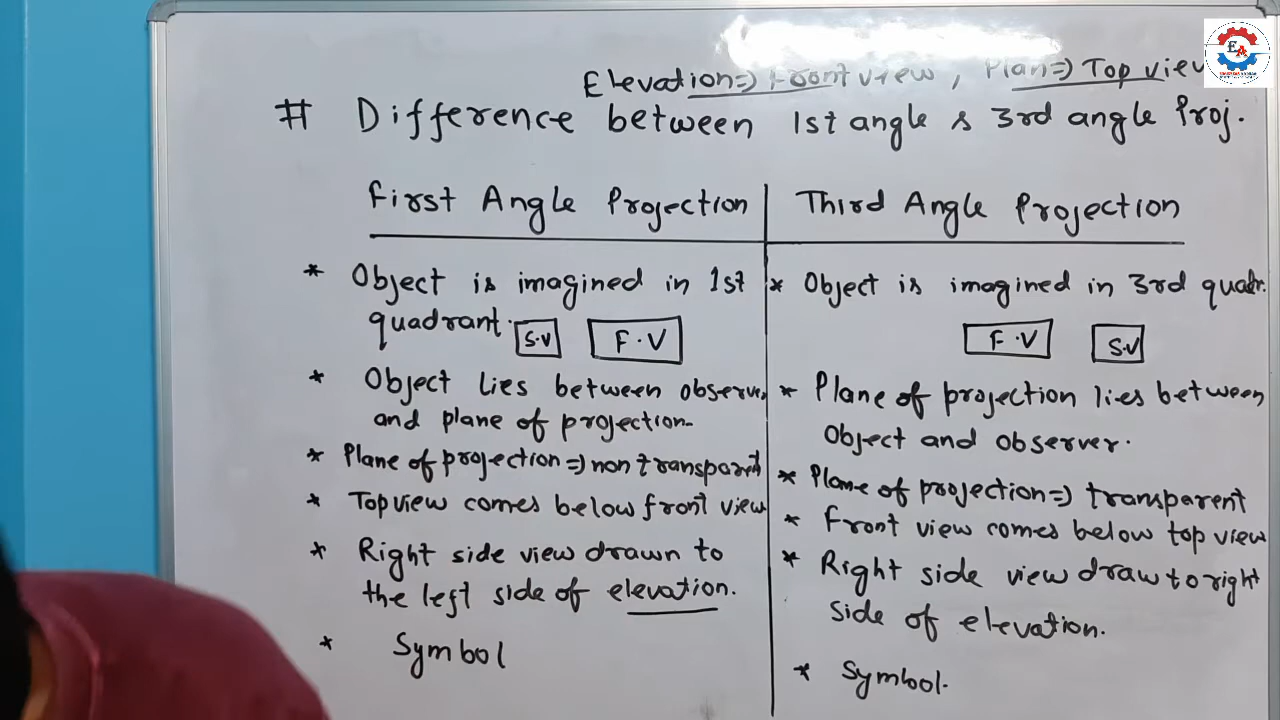 Elevation=) Front view, Plan=) Top view
# Difference between 1st angle & 3rd angle Proj.
First Angle Projection
* Object is imagined in 1st
quadrant.
S.V F.V
* Object lies between observer
and plane of projection.
* Plane of projection=) non transparent
* Top view comes below front view
* Right side view drawn to
the left side of elevation.
* Symbol
Third Angle Projection
* Object is imagined in 3rd quadr.
F.V S.V
* Plane of projection lies between
Object and observer.
* Plane of projection=) transparent
* Front view comes below top view
* Right side view draw to right
side of elevation.
* Symbol.
EA